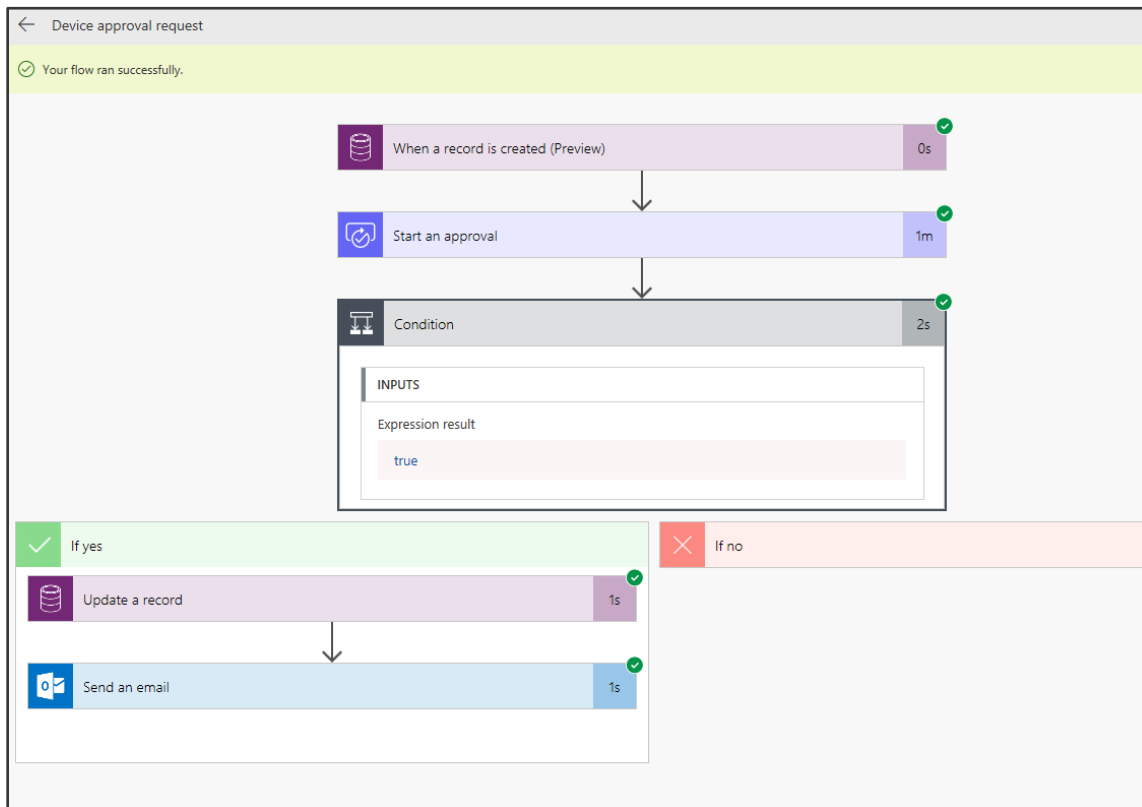 Device approval request
Your flow ran successfully.
When a record is created (Preview) 0s
Start an approval 1m
Condition 2s
INPUTS
Expression result
true
If yes
If no
Update a record 1s
Send an email 1s